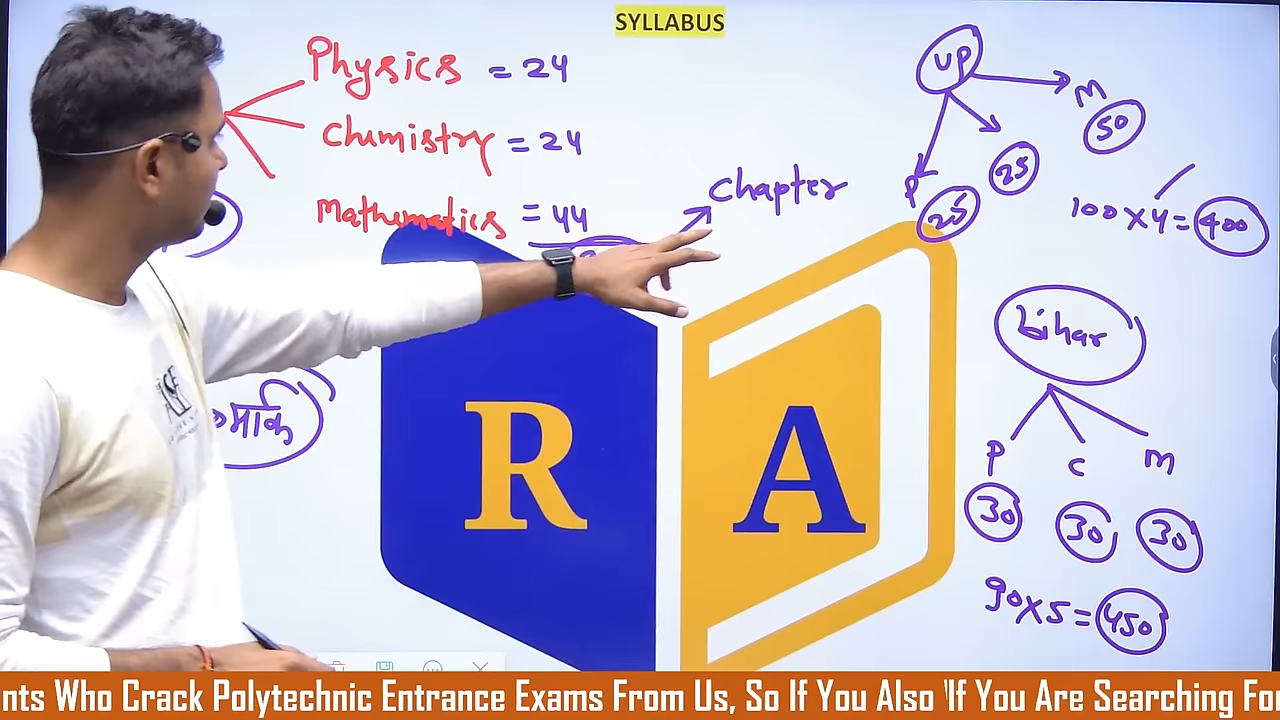 SYLLABUS
Physics = 24
Chemistry = 24
Mathematics = 44
Chapter
UP
M
50
25
P
25
100 X 4 = 400
bihar
P C M
30 30 30
90 X 5 = 450
मार्क
R A
nts Who Crack Polytechnic Entrance Exams From Us, So If You Also 'If You Are Searching Fo